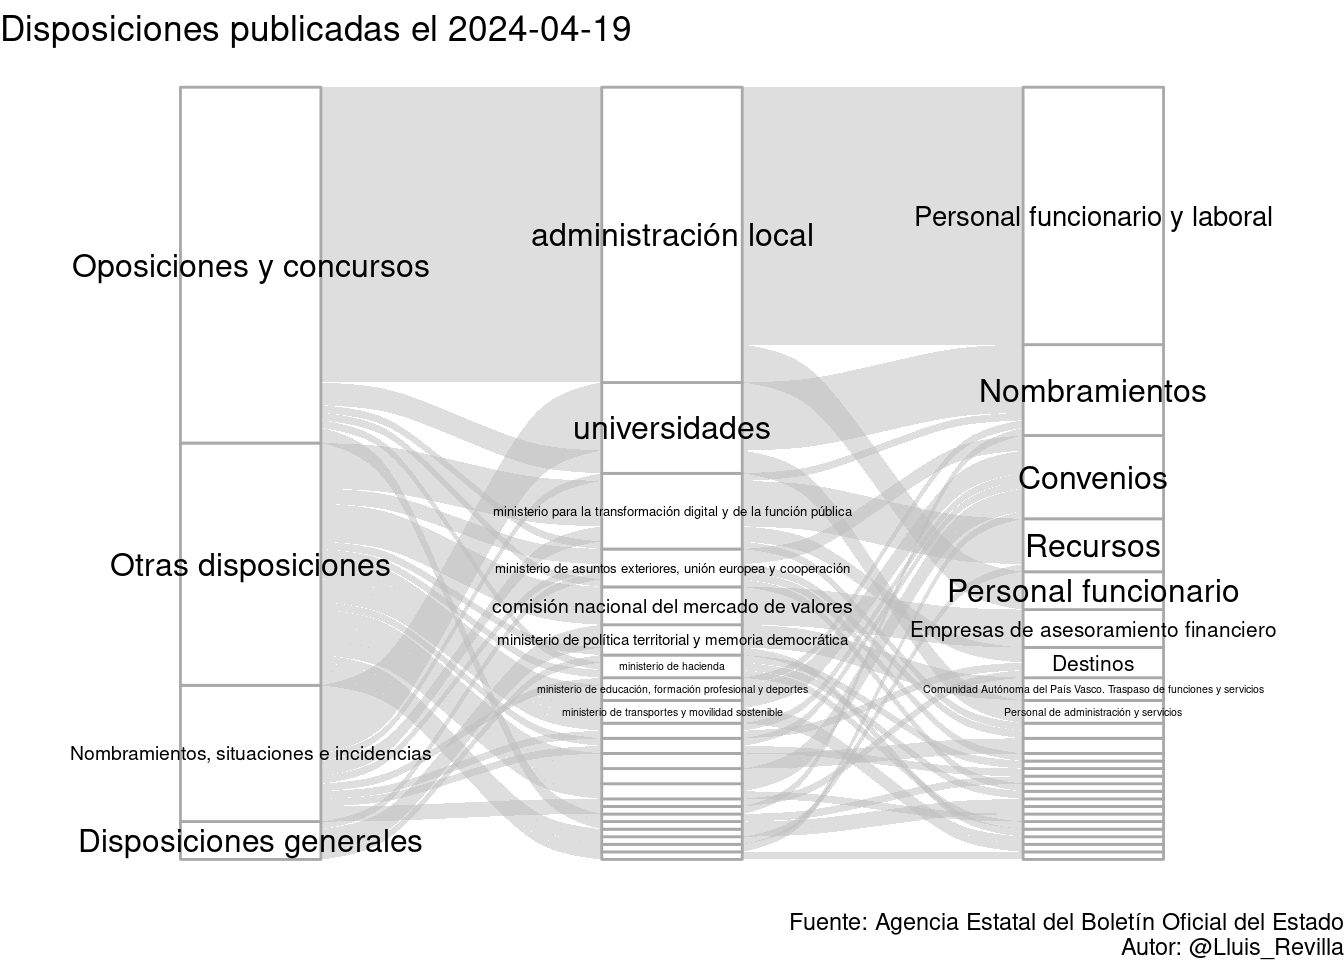 Disposiciones publicadas el 2024-04-19
Oposiciones y concursos
Otras disposiciones
Nombramientos, situaciones e incidencias
Disposiciones generales
administración local
universidades
ministerio para la transformación digital y de la función pública
ministerio de asuntos exteriores, unión europea y cooperación
comisión nacional del mercado de valores
ministerio de política territorial y memoria democrática
ministerio de hacienda
ministerio de educación, formación profesional y deportes
ministerio de transportes y movilidad sostenible
Personal funcionario y laboral
Nombramientos
Convenios
Recursos
Personal funcionario
Empresas de asesoramiento financiero
Destinos
Comunidad Autónoma del País Vasco. Traspaso de funciones y servicios
Personal de administración y servicios
Fuente: Agencia Estatal del Boletín Oficial del Estado
Autor: @Lluis_Revilla